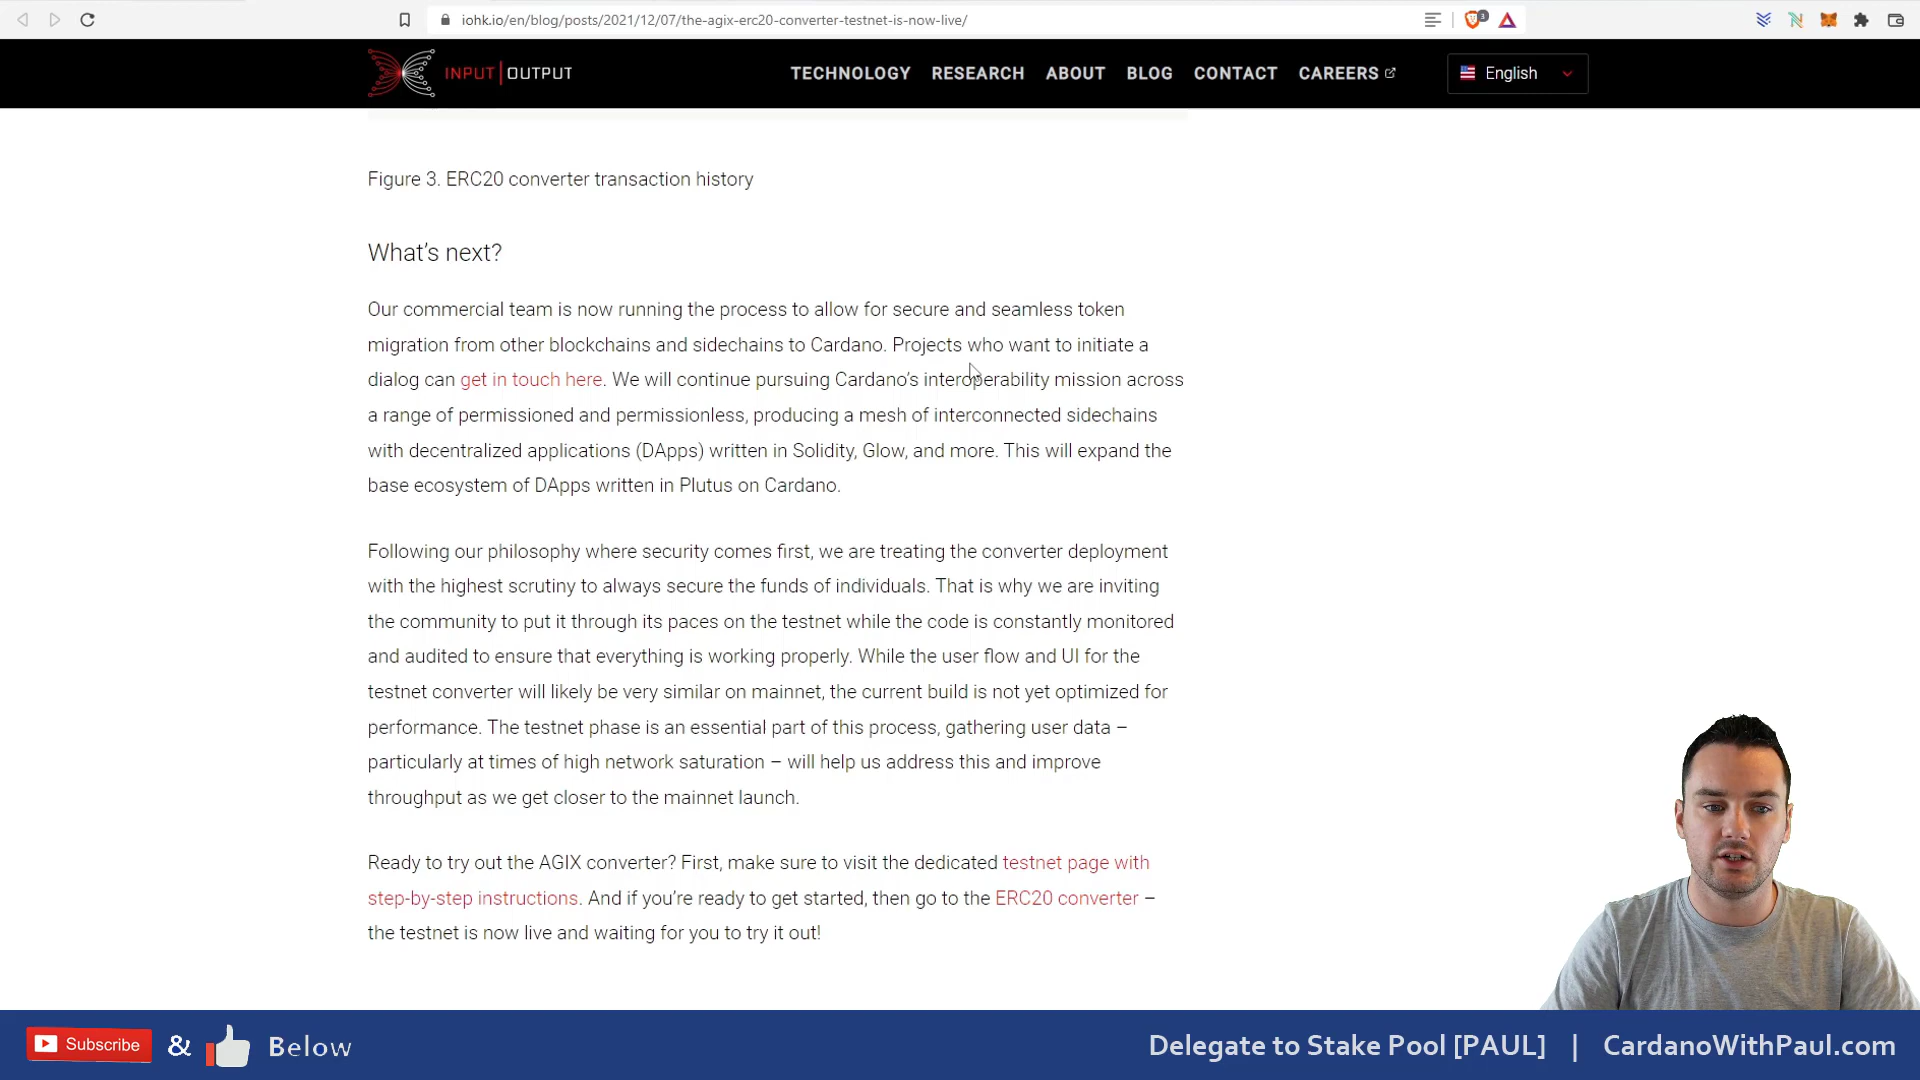 iohk.io/en/blog/posts/2021/12/07/the-agix-erc20-converter-testnet-is-now-live/
INPUT | OUTPUT
TECHNOLOGY RESEARCH ABOUT BLOG CONTACT CAREERS
English
Figure 3. ERC20 converter transaction history
What’s next?
Our commercial team is now running the process to allow for secure and seamless token
migration from other blockchains and sidechains to Cardano. Projects who want to initiate a
dialog can get in touch here. We will continue pursuing Cardano’s interoperability mission across
a range of permissioned and permissionless, producing a mesh of interconnected sidechains
with decentralized applications (DApps) written in Solidity, Glow, and more. This will expand the
base ecosystem of DApps written in Plutus on Cardano.
Following our philosophy where security comes first, we are treating the converter deployment
with the highest scrutiny to always secure the funds of individuals. That is why we are inviting
the community to put it through its paces on the testnet while the code is constantly monitored
and audited to ensure that everything is working properly. While the user flow and UI for the
testnet converter will likely be very similar on mainnet, the current build is not yet optimized for
performance. The testnet phase is an essential part of this process, gathering user data –
particularly at times of high network saturation – will help us address this and improve
throughput as we get closer to the mainnet launch.
Ready to try out the AGIX converter? First, make sure to visit the dedicated testnet page with
step-by-step instructions. And if you’re ready to get started, then go to the ERC20 converter –
the testnet is now live and waiting for you to try it out!
Subscribe & Below
Delegate to Stake Pool [PAUL] | CardanoWithPaul.com